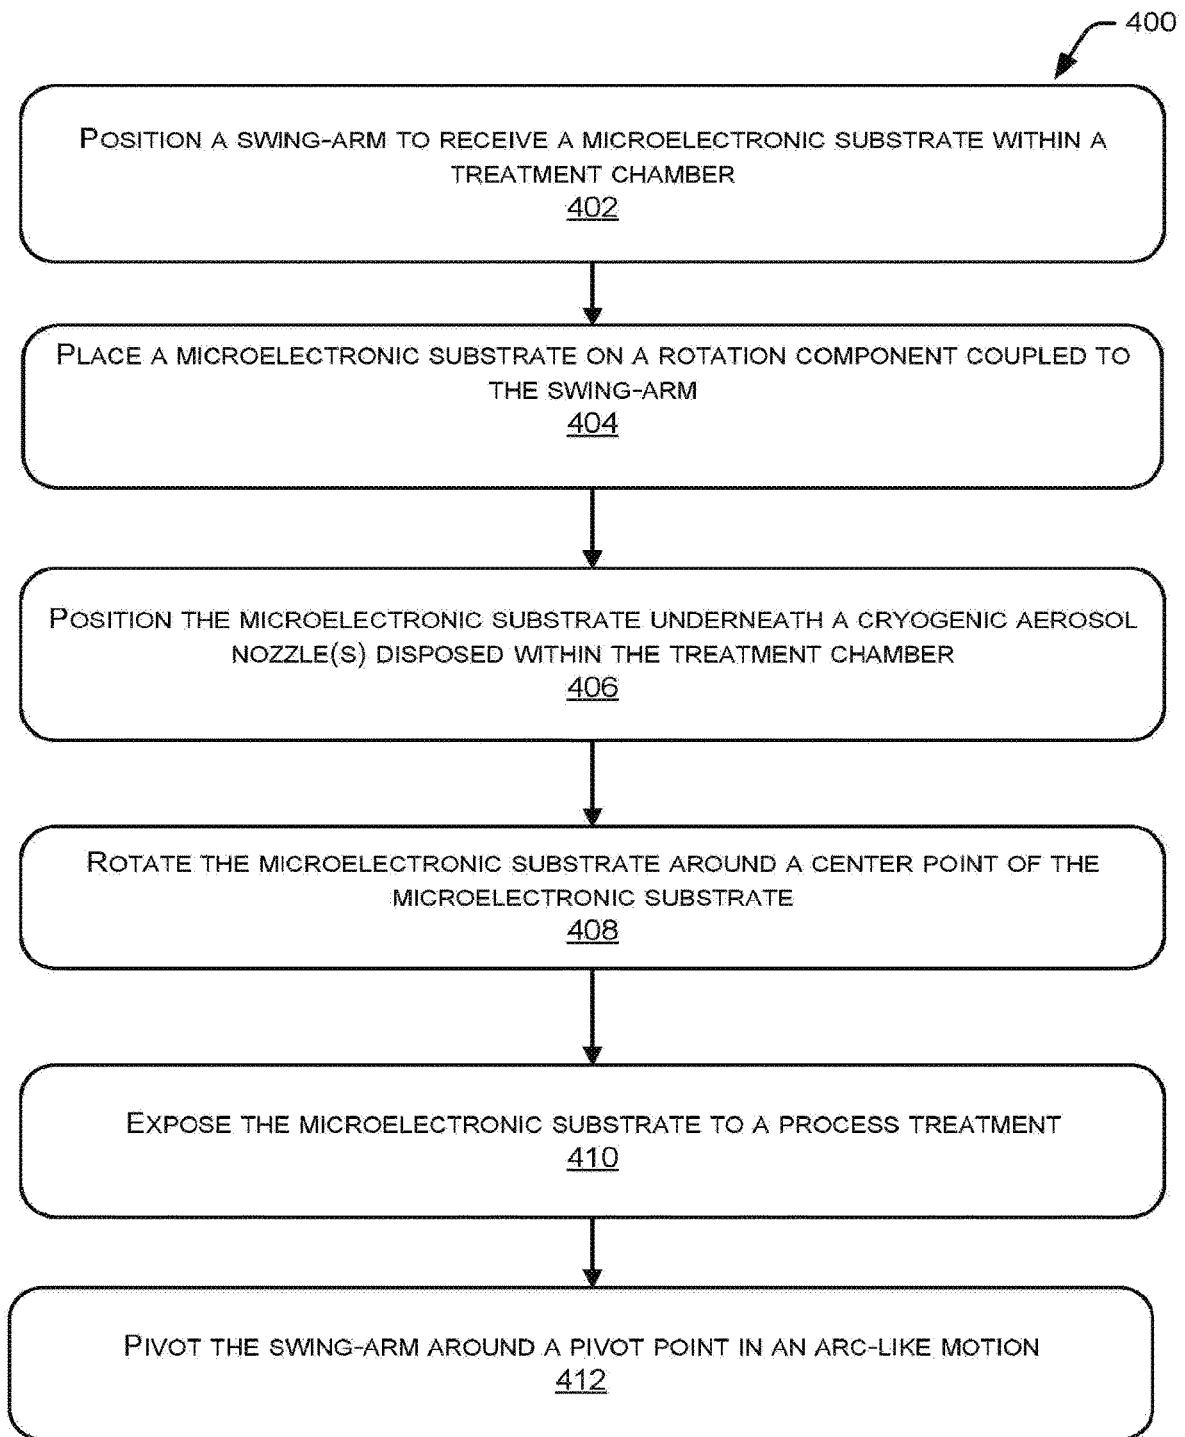 400
POSITION A SWING-ARM TO RECEIVE A MICROELECTRONIC SUBSTRATE WITHIN A
TREATMENT CHAMBER
402
PLACE A MICROELECTRONIC SUBSTRATE ON A ROTATION COMPONENT COUPLED TO
THE SWING-ARM
404
POSITION THE MICROELECTRONIC SUBSTRATE UNDERNEATH A CRYOGENIC AEROSOL
NOZZLE(S) DISPOSED WITHIN THE TREATMENT CHAMBER
406
ROTATE THE MICROELECTRONIC SUBSTRATE AROUND A CENTER POINT OF THE
MICROELECTRONIC SUBSTRATE
408
EXPOSE THE MICROELECTRONIC SUBSTRATE TO A PROCESS TREATMENT
410
PIVOT THE SWING-ARM AROUND A PIVOT POINT IN AN ARC-LIKE MOTION
412